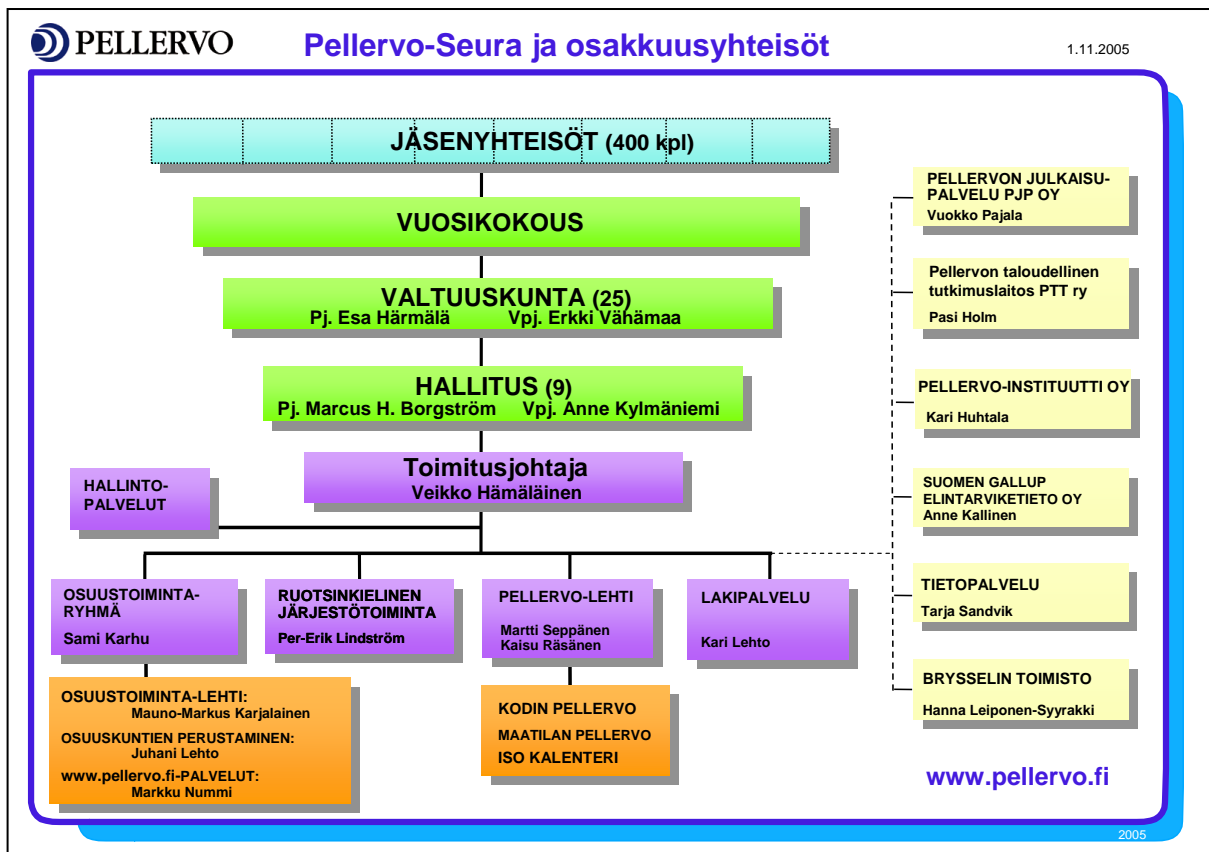 PELLERVO
Pellervo-Seura ja osakkuusyhteisöt
1.11.2005
JÄSENYHTEISÖT (400 kpl)
VUOSIKOKOUS
VALTUUSKUNTA (25)
Pj. Esa Härmälä Vpj. Erkki Vähämaa
HALLITUS (9)
Pj. Marcus H. Borgström Vpj. Anne Kylmäniemi
Toimitusjohtaja
Veikko Hämäläinen
HALLINTO-
PALVELUT
OSUUSTOIMINTA-
RYHMÄ
Sami Karhu
RUOTSINKIELINEN
JÄRJESTÖTOIMINTA
Per-Erik Lindström
PELLERVO-LEHTI
Martti Seppänen
Kaisu Räsänen
LAKIPALVELU
Kari Lehto
OSUUSTOIMINTA-LEHTI:
Mauno-Markus Karjalainen
OSUUSKUNTIEN PERUSTAMINEN:
Juhani Lehto
www.pellervo.fi-PALVELUT:
Markku Nummi
KODIN PELLERVO
MAATILAN PELLERVO
ISO KALENTERI
PELLERVON JULKAISU-
PALVELU PJP OY
Vuokko Pajala
Pellervon taloudellinen
tutkimuslaitos PTT ry
Pasi Holm
PELLERVO-INSTITUUTTI OY
Kari Huhtala
SUOMEN GALLUP
ELINTARVIKETIETO OY
Anne Kallinen
TIETOPALVELU
Tarja Sandvik
BRYSSELIN TOIMISTO
Hanna Leiponen-Syyrakki
www.pellervo.fi
2005